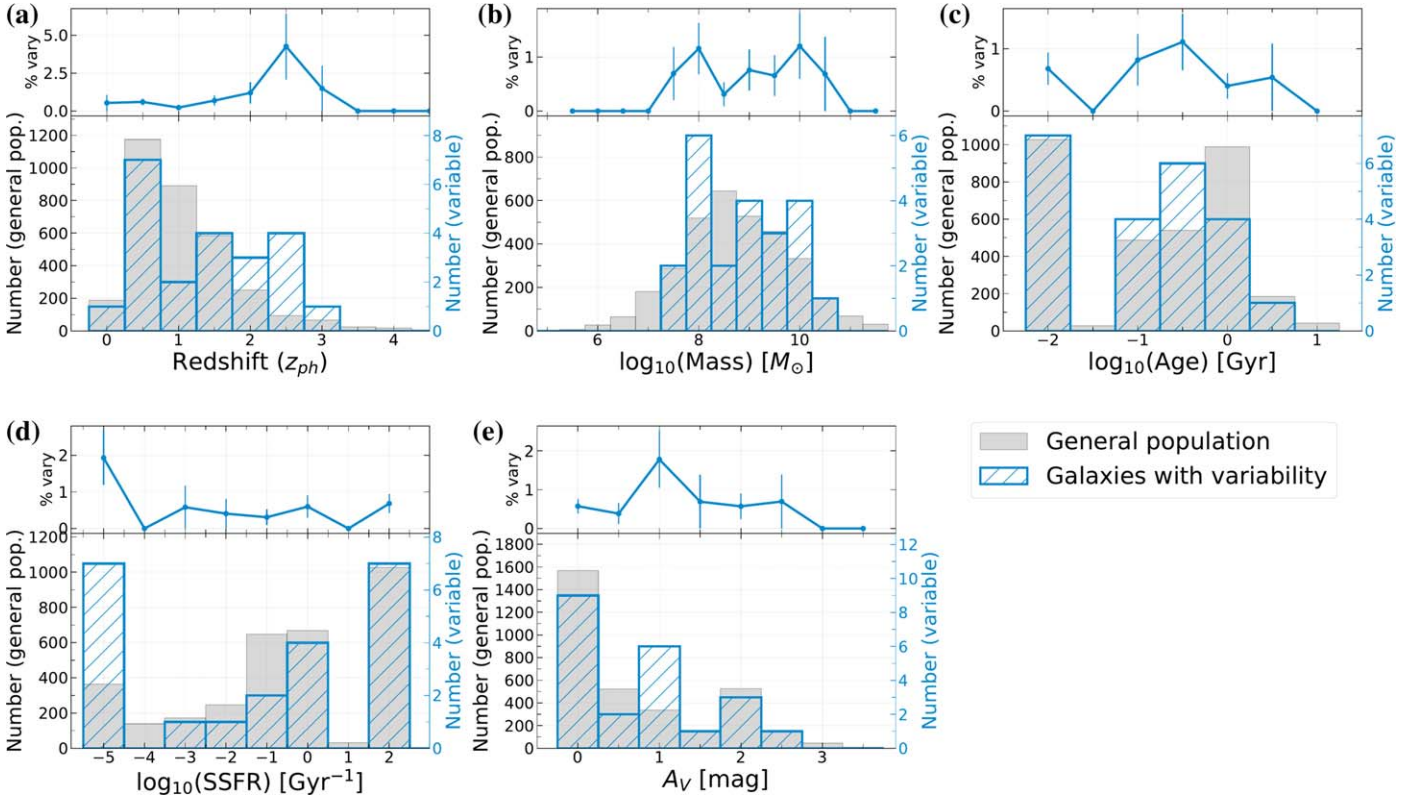 (a)
% vary
5.0
2.5
0.0
Number (general pop.)
1200
1000
800
600
400
200
0
8
6
4
2
0
Number (variable)
0 1 2 3 4
Redshift (z_ph)
(b)
% vary
1
0
Number (general pop.)
800
600
400
200
0
6
4
2
0
Number (variable)
6 8 10
log10(Mass) [M⊙]
(c)
% vary
1
0
Number (general pop.)
1000
800
600
400
200
0
6
4
2
0
Number (variable)
−2 −1 0 1
log10(Age) [Gyr]
(d)
% vary
2
1
0
Number (general pop.)
1200
1000
800
600
400
200
0
8
6
4
2
0
Number (variable)
−5 −4 −3 −2 −1 0 1 2
log10(SSFR) [Gyr−1]
(e)
% vary
2
1
0
Number (general pop.)
1800
1600
1400
1200
1000
800
600
400
200
0
12
10
8
6
4
2
0
Number (variable)
0 1 2 3
A_V [mag]
General population
Galaxies with variability